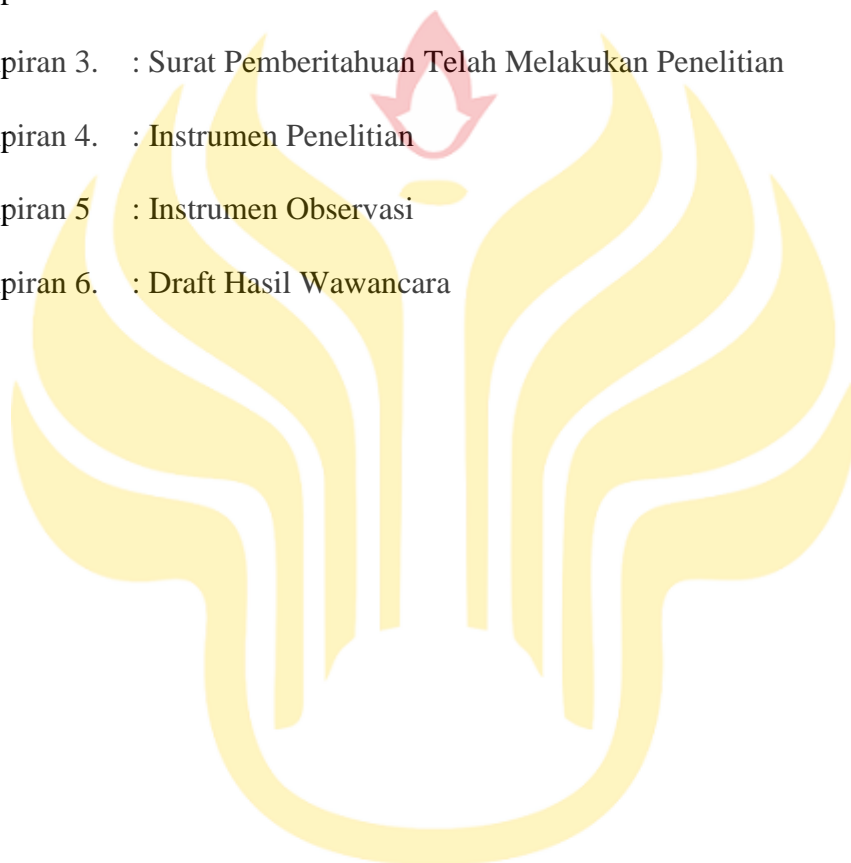 piran 3. : Surat Pemberitahuan Telah Melakukan Penelitian
piran 4. : Instrumen Penelitian
piran 5 : Instrumen Observasi
piran 6. : Draft Hasil Wawancara